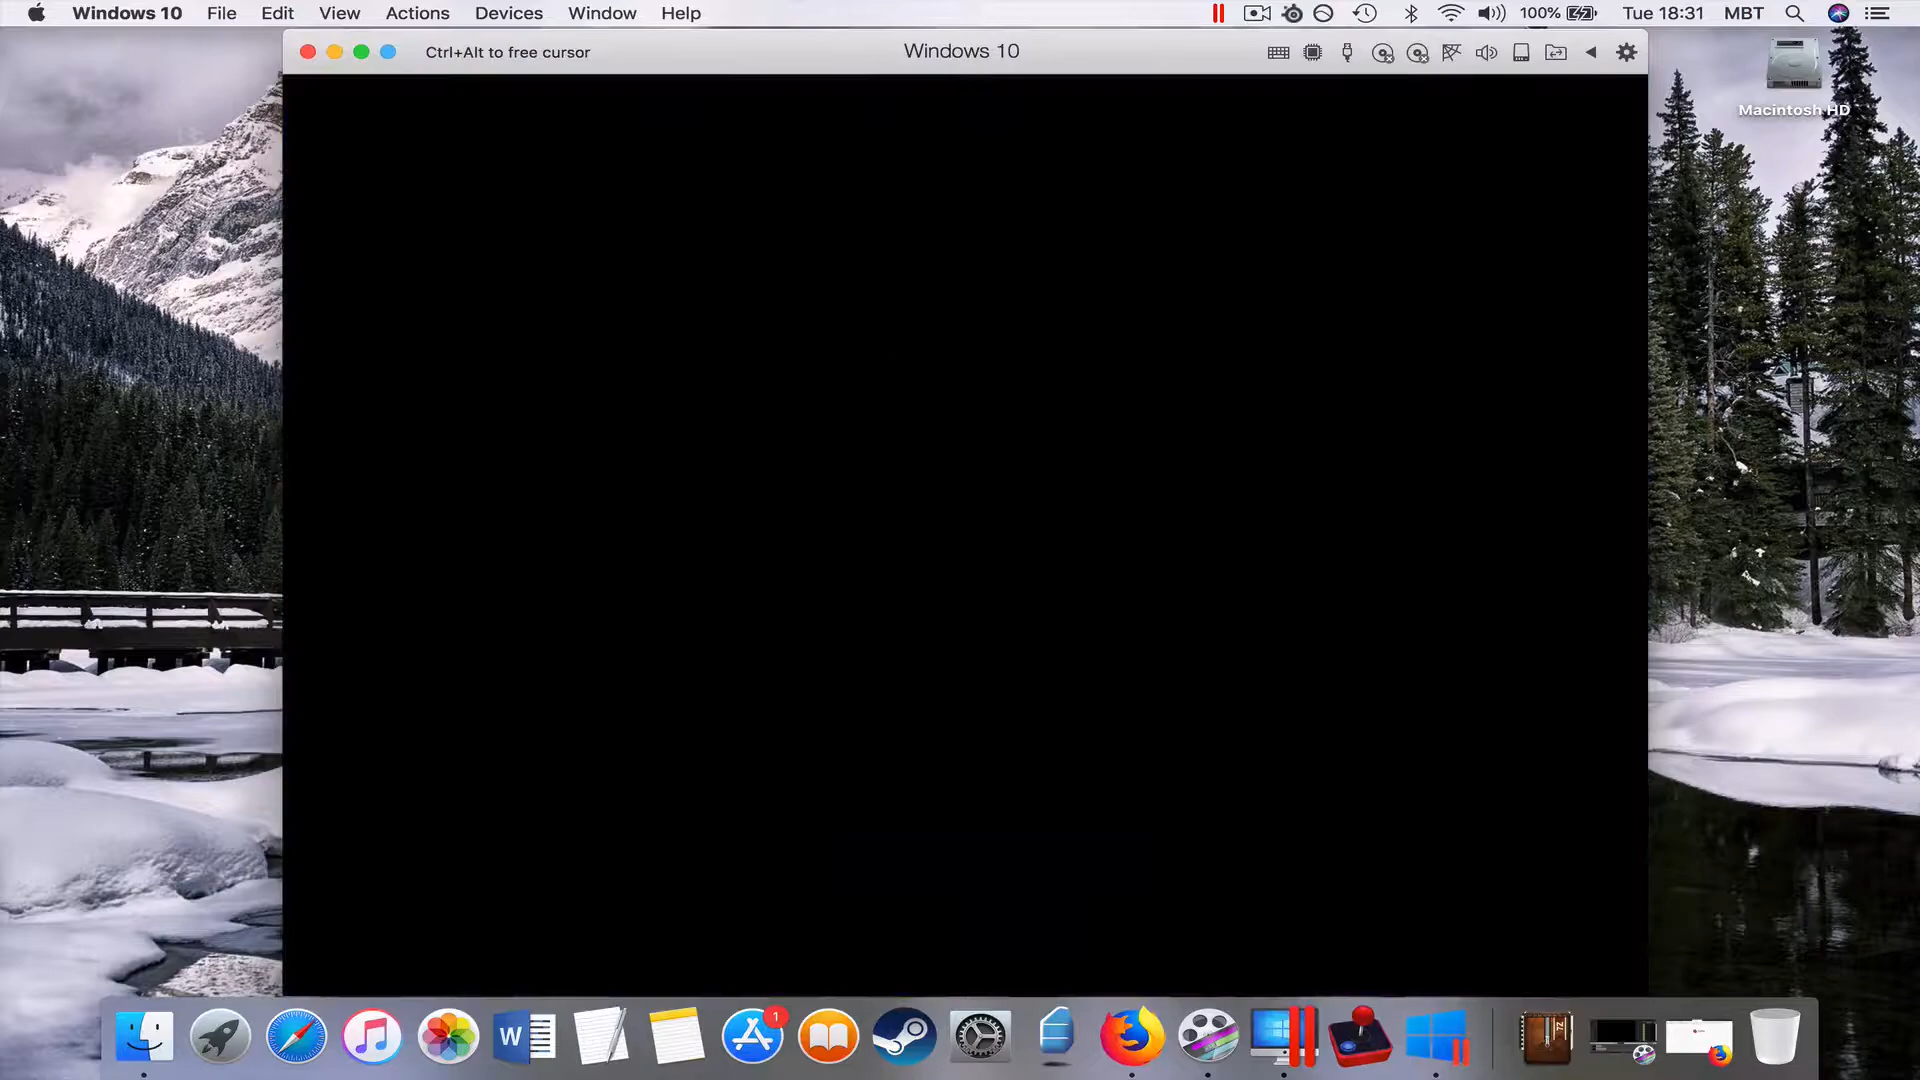 Windows 10 File Edit View Actions Devices Window Help 100% Tue 18:31 MBT
Ctrl+Alt to free cursor Windows 10
Macintosh HD
1
W